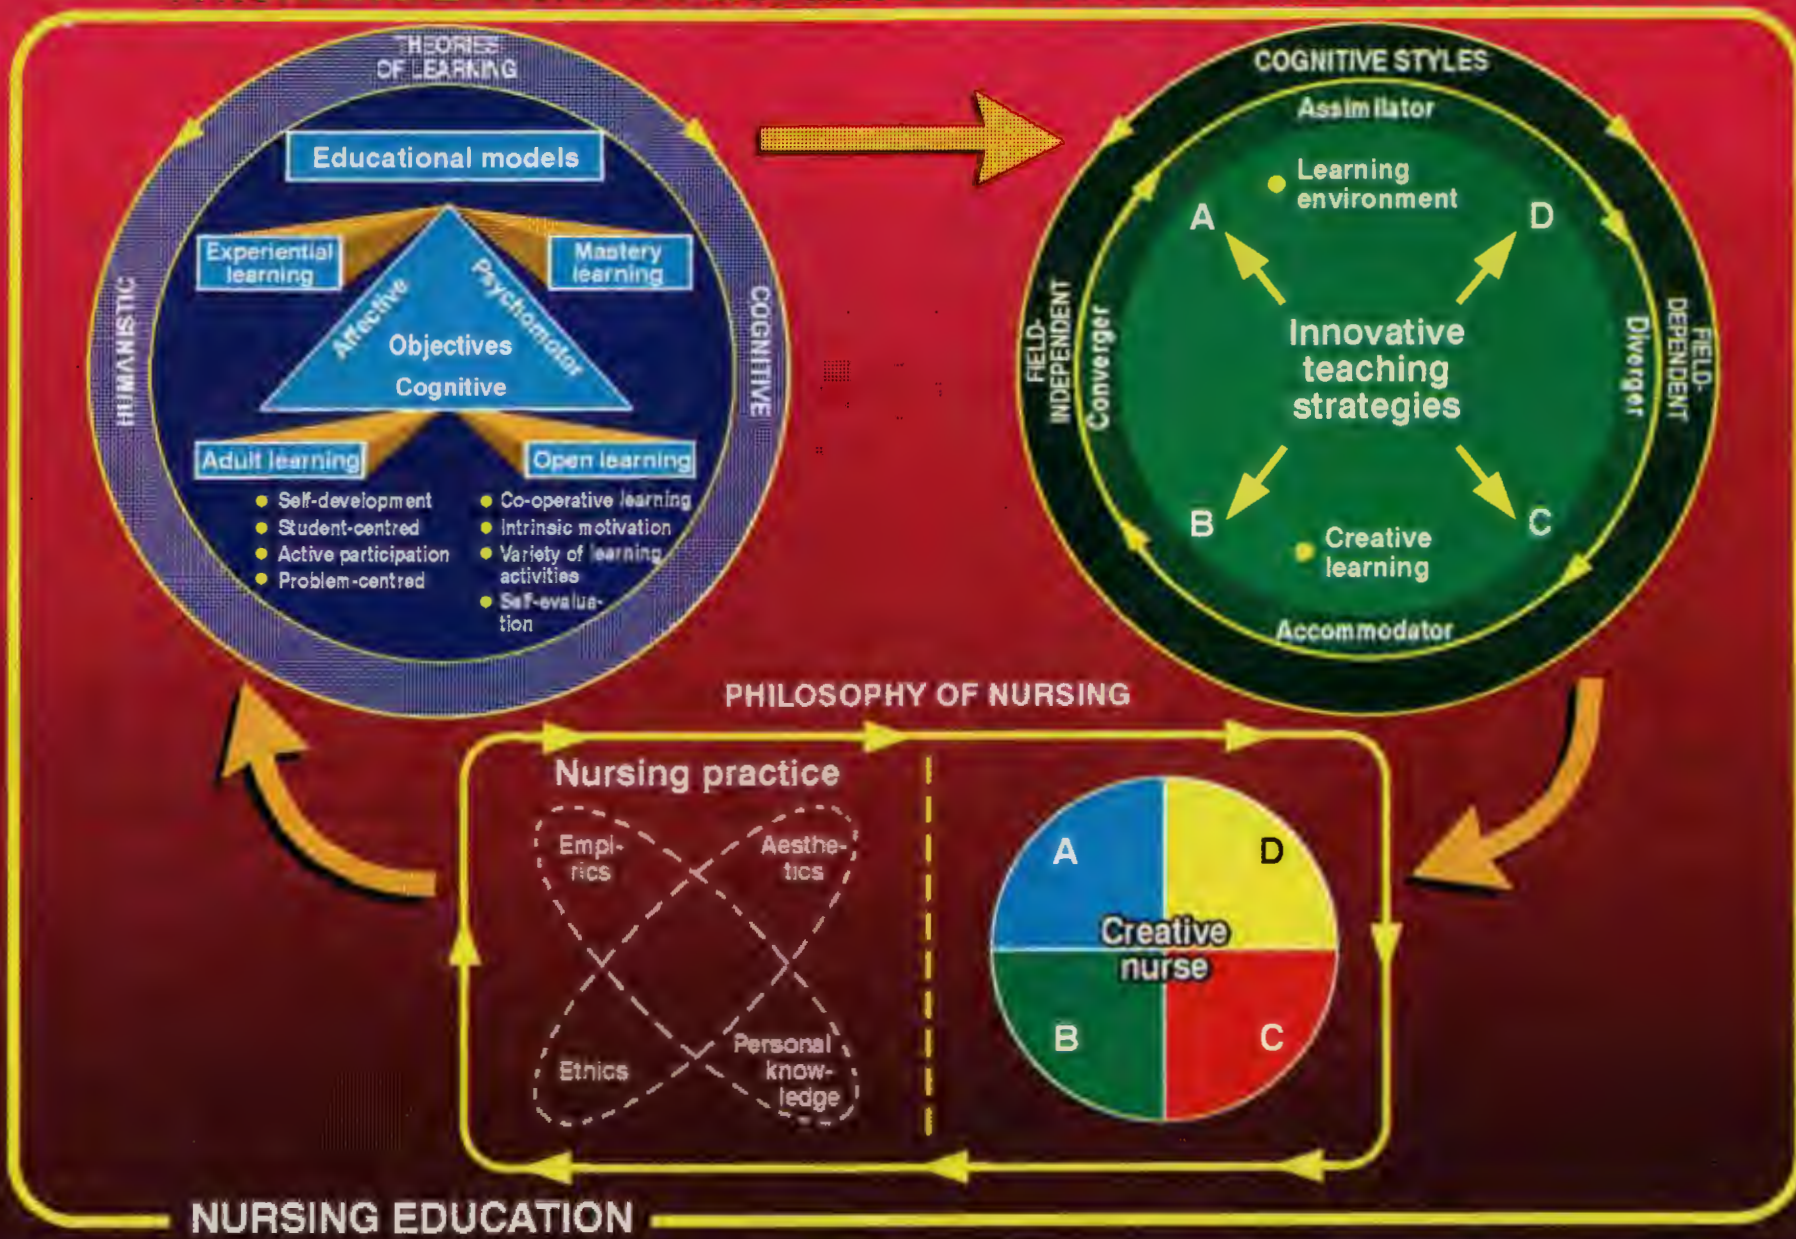 THEORIES
OF LEARNING
Educational models
Experiential
learning
Mastery
learning
Affective
Psychomotor
Objectives
Cognitive
HUMANISTIC
COGNITIVE
Adult learning
Open learning
Self-development
Student-centred
Active participation
Problem-centred
Co-operative learning
Intrinsic motivation
Variety of learning
activities
Self-evalua-
tion
COGNITIVE STYLES
Assimilator
Learning
environment
A
D
FIELD-
INDEPENDENT
Converger
Innovative
teaching
strategies
Diverger
FIELD-
DEPENDENT
B
C
Creative
learning
Accommodator
PHILOSOPHY OF NURSING
Nursing practice
Empi-
rics
Aesthe-
tics
Ethics
Personal
know-
ledge
A
D
Creative
nurse
B
C
NURSING EDUCATION